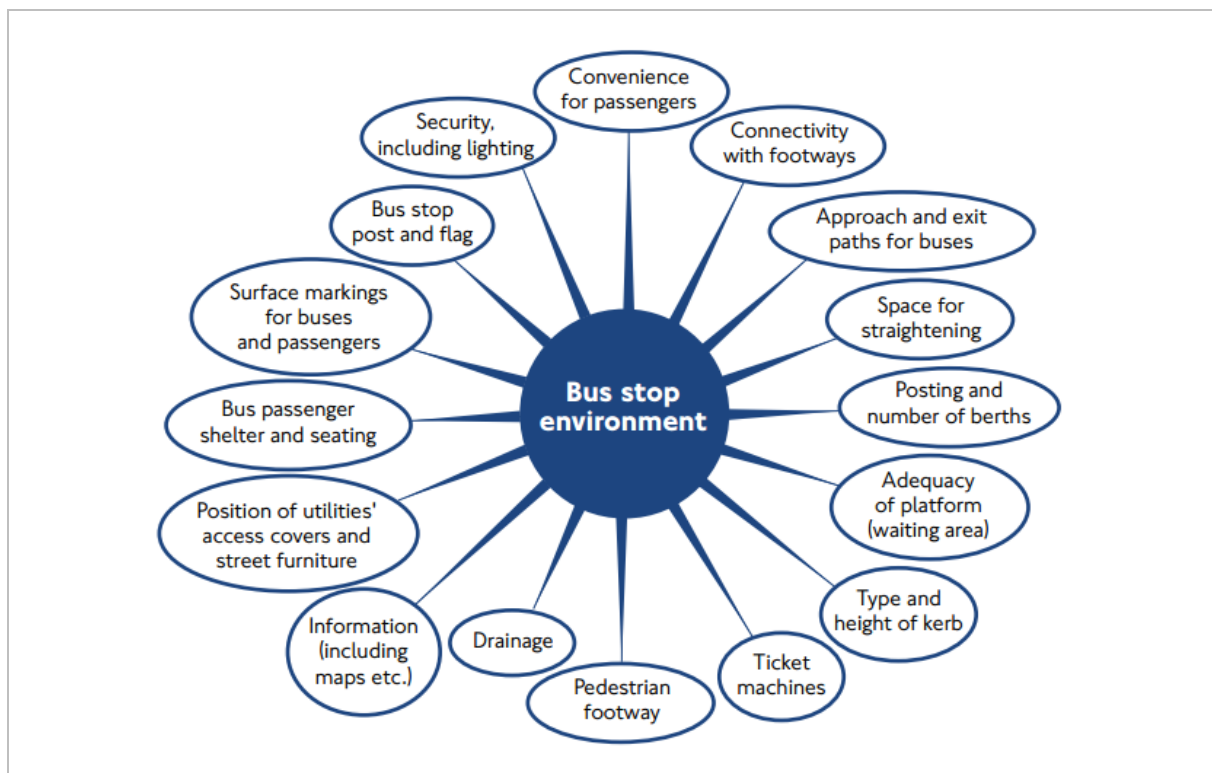 Convenience
for passengers
Connectivity
with footways
Approach and exit
paths for buses
Space for
straightening
Posting and
number of berths
Adequacy
of platform
(waiting area)
Type and
height of kerb
Ticket
machines
Pedestrian
footway
Drainage
Information
(including
maps etc.)
Position of utilities'
access covers and
street furniture
Bus passenger
shelter and seating
Surface markings
for buses
and passengers
Bus stop
post and flag
Security,
including lighting
Bus stop
environment